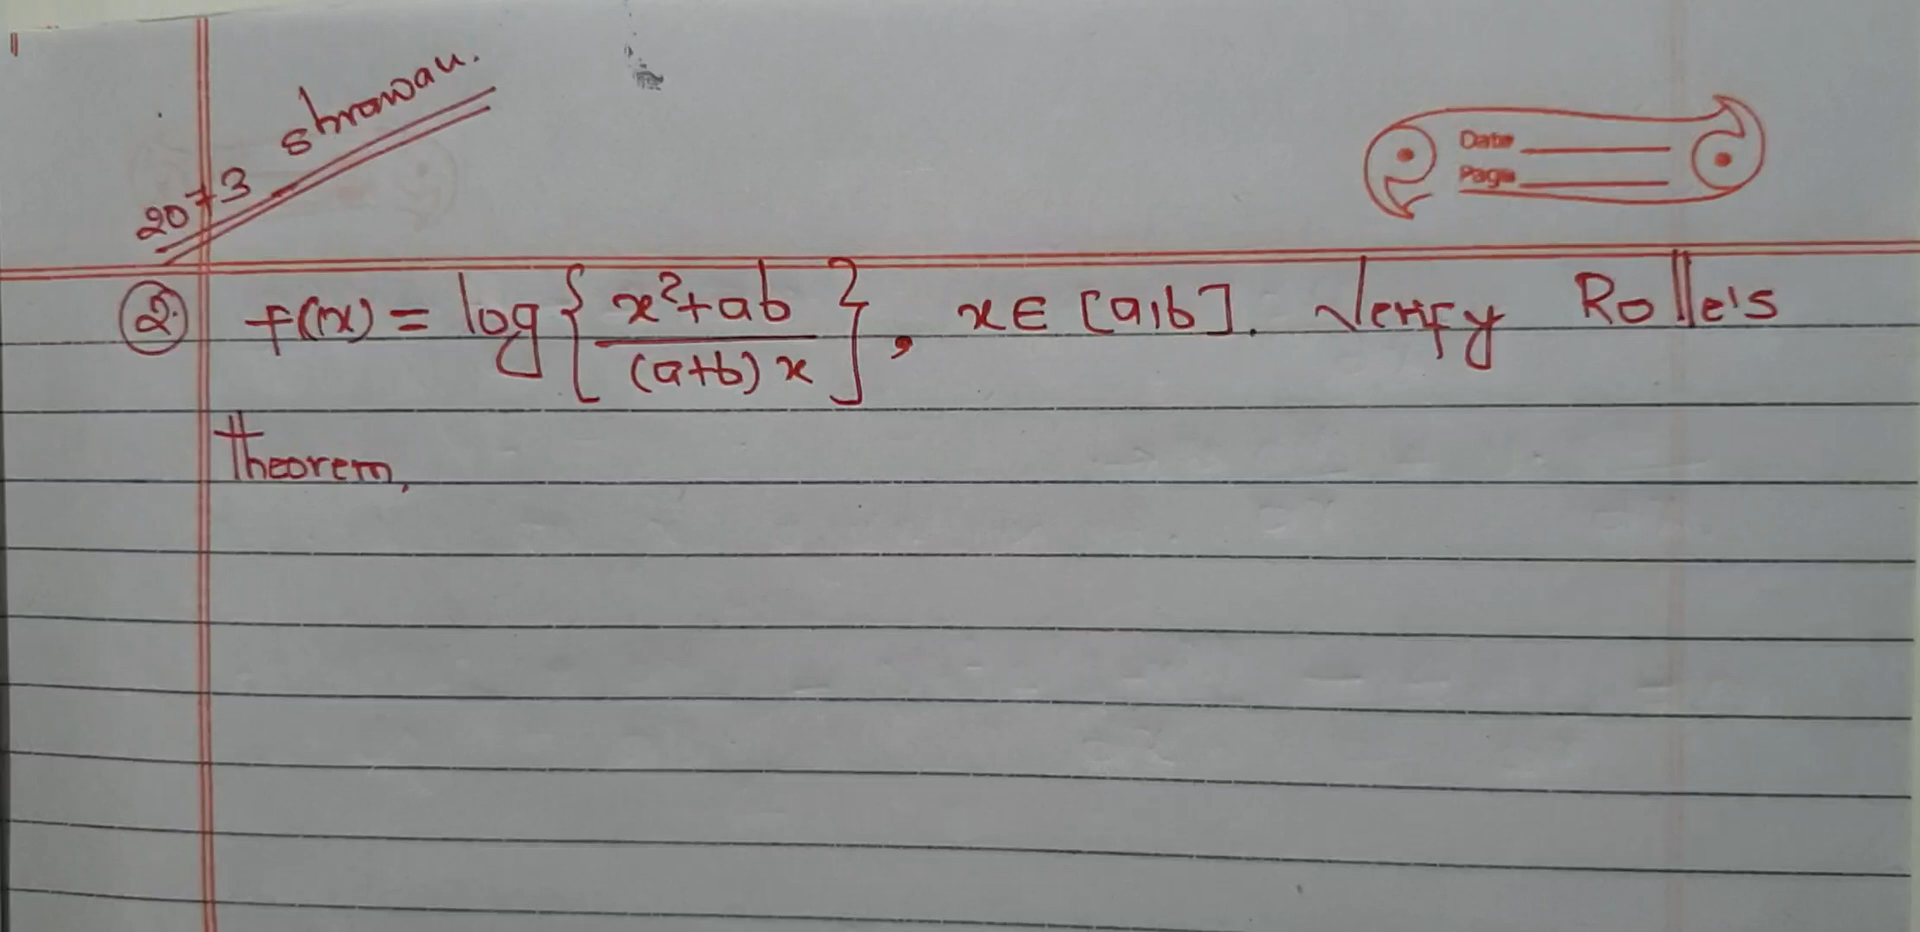 2073 shrawan.
Date
Page
② f(x) = log{(x²+ab)/((a+b)x)}, x∈[a,b]. Verify Rolle's
theorem,